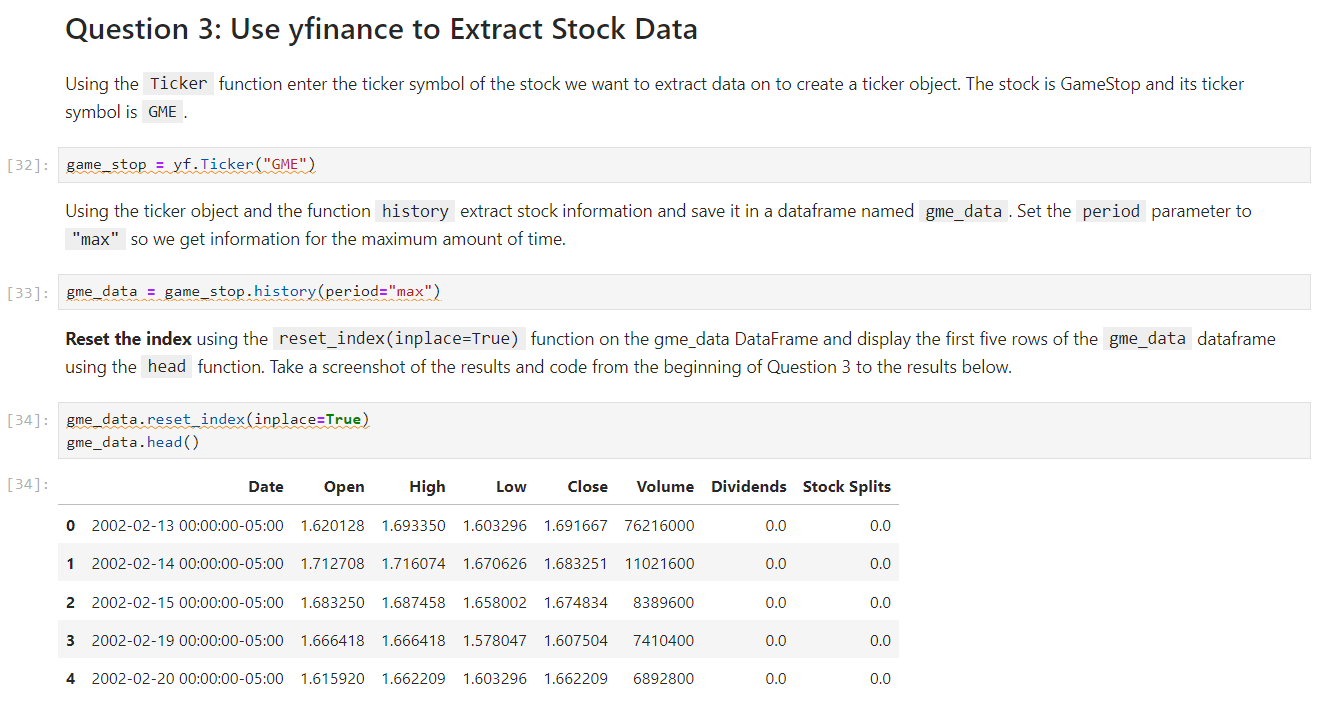 Question 3: Use yfinance to Extract Stock Data
Using the Ticker function enter the ticker symbol of the stock we want to extract data on to create a ticker object. The stock is GameStop and its ticker
symbol is GME .
[32]: game_stop = yf.Ticker("GME")
Using the ticker object and the function history extract stock information and save it in a dataframe named gme_data . Set the period parameter to
"max" so we get information for the maximum amount of time.
[33]: gme_data = game_stop.history(period="max")
Reset the index using the reset_index(inplace=True) function on the gme_data DataFrame and display the first five rows of the gme_data dataframe
using the head function. Take a screenshot of the results and code from the beginning of Question 3 to the results below.
[34]: gme_data.reset_index(inplace=True)
gme_data.head()
[34]: Date Open High Low Close Volume Dividends Stock Splits
0 2002-02-13 00:00:00-05:00 1.620128 1.693350 1.603296 1.691667 76216000 0.0 0.0
1 2002-02-14 00:00:00-05:00 1.712708 1.716074 1.670626 1.683251 11021600 0.0 0.0
2 2002-02-15 00:00:00-05:00 1.683250 1.687458 1.658002 1.674834 8389600 0.0 0.0
3 2002-02-19 00:00:00-05:00 1.666418 1.666418 1.578047 1.607504 7410400 0.0 0.0
4 2002-02-20 00:00:00-05:00 1.615920 1.662209 1.603296 1.662209 6892800 0.0 0.0